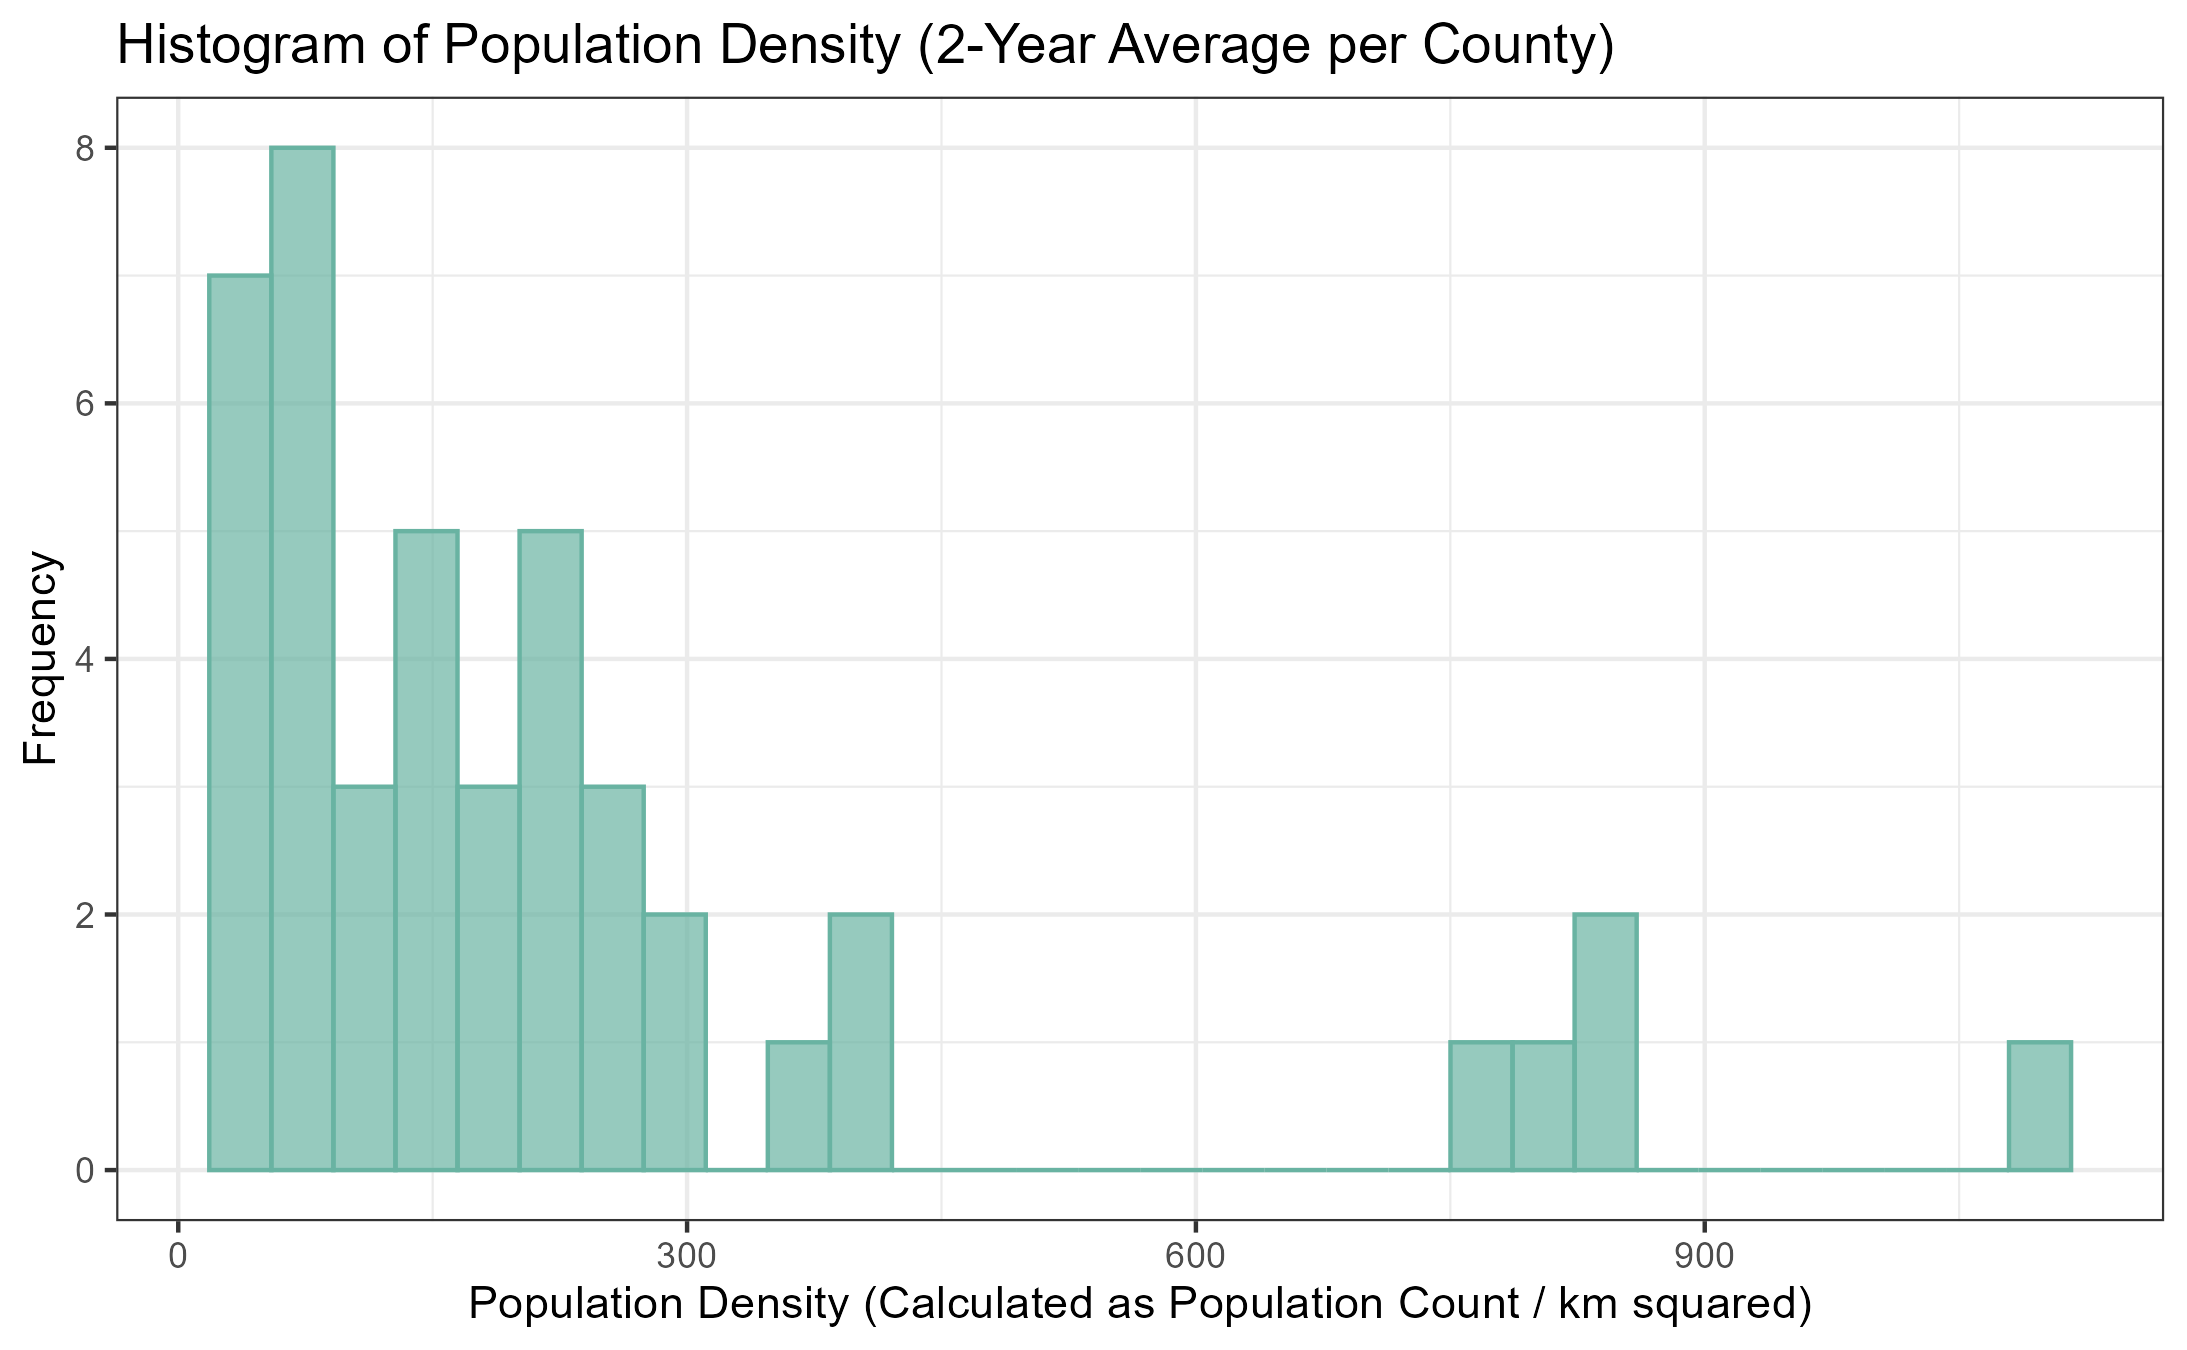 Histogram of Population Density (2-Year Average per County)
8
6
4
2
0
Frequency
0 300 600 900
Population Density (Calculated as Population Count / km squared)